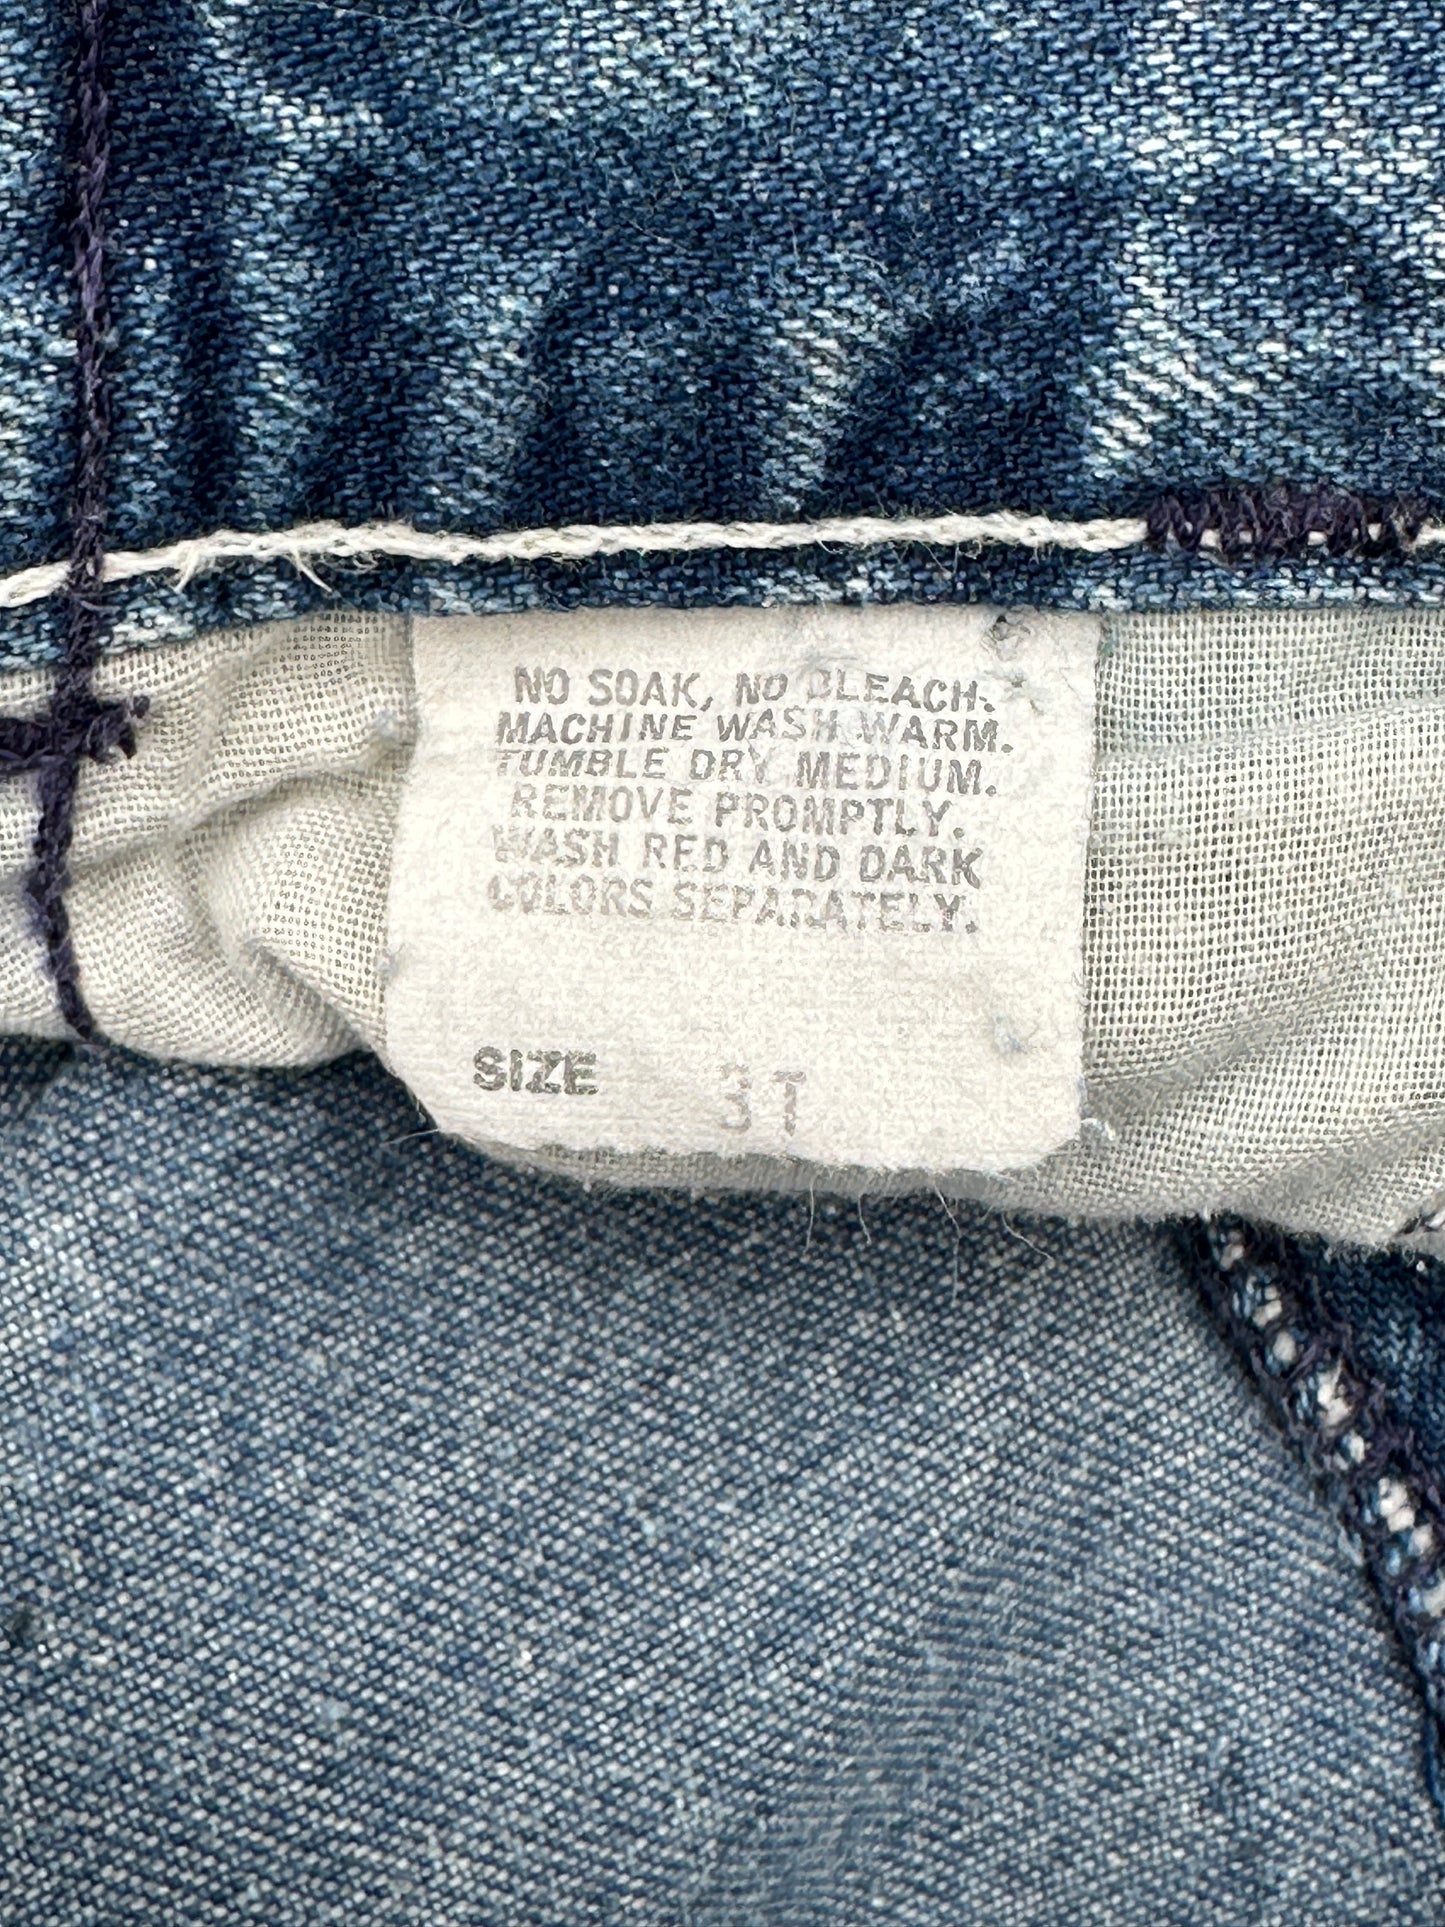 NO SOAK, NO BLEACH.
MACHINE WASH WARM.
TUMBLE DRY MEDIUM.
REMOVE PROMPTLY.
WASH RED AND DARK
COLORS SEPARATELY.
SIZE 3T